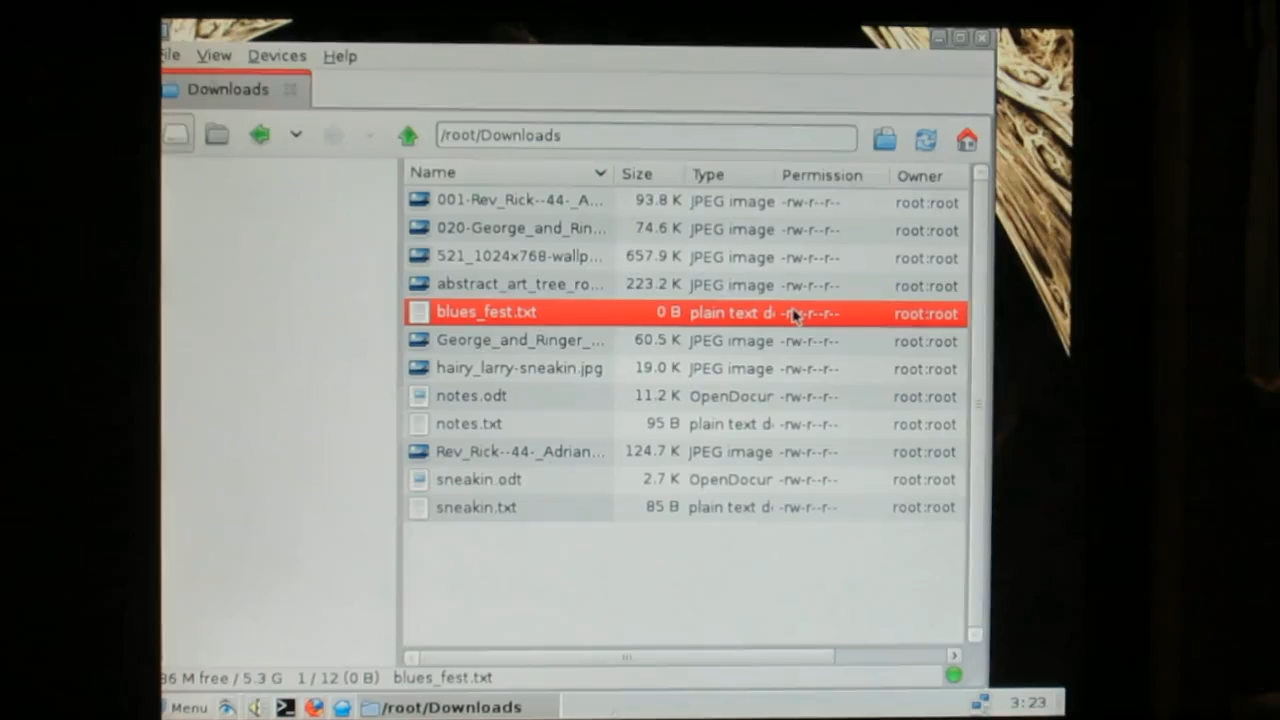 ile View Devices Help
Downloads
/root/Downloads
Name Size Type Permission Owner
001-Rev_Rick--44-_A... 93.8 K JPEG image -rw-r--r-- root:root
020-George_and_Rin... 74.6 K JPEG image -rw-r--r-- root:root
521_1024x768-wallp... 657.9 K JPEG image -rw-r--r-- root:root
abstract_art_tree_ro... 223.2 K JPEG image -rw-r--r-- root:root
blues_fest.txt 0 B plain text d -rw-r--r-- root:root
George_and_Ringer_... 60.5 K JPEG image -rw-r--r-- root:root
hairy_larry-sneakin.jpg 19.0 K JPEG image -rw-r--r-- root:root
notes.odt 11.2 K OpenDocur -rw-r--r-- root:root
notes.txt 95 B plain text d -rw-r--r-- root:root
Rev_Rick--44-_Adrian... 124.7 K JPEG image -rw-r--r-- root:root
sneakin.odt 2.7 K OpenDocur -rw-r--r-- root:root
sneakin.txt 85 B plain text d -rw-r--r-- root:root
36 M free / 5.3 G 1 / 12 (0 B) blues_fest.txt
Menu /root/Downloads 3:23